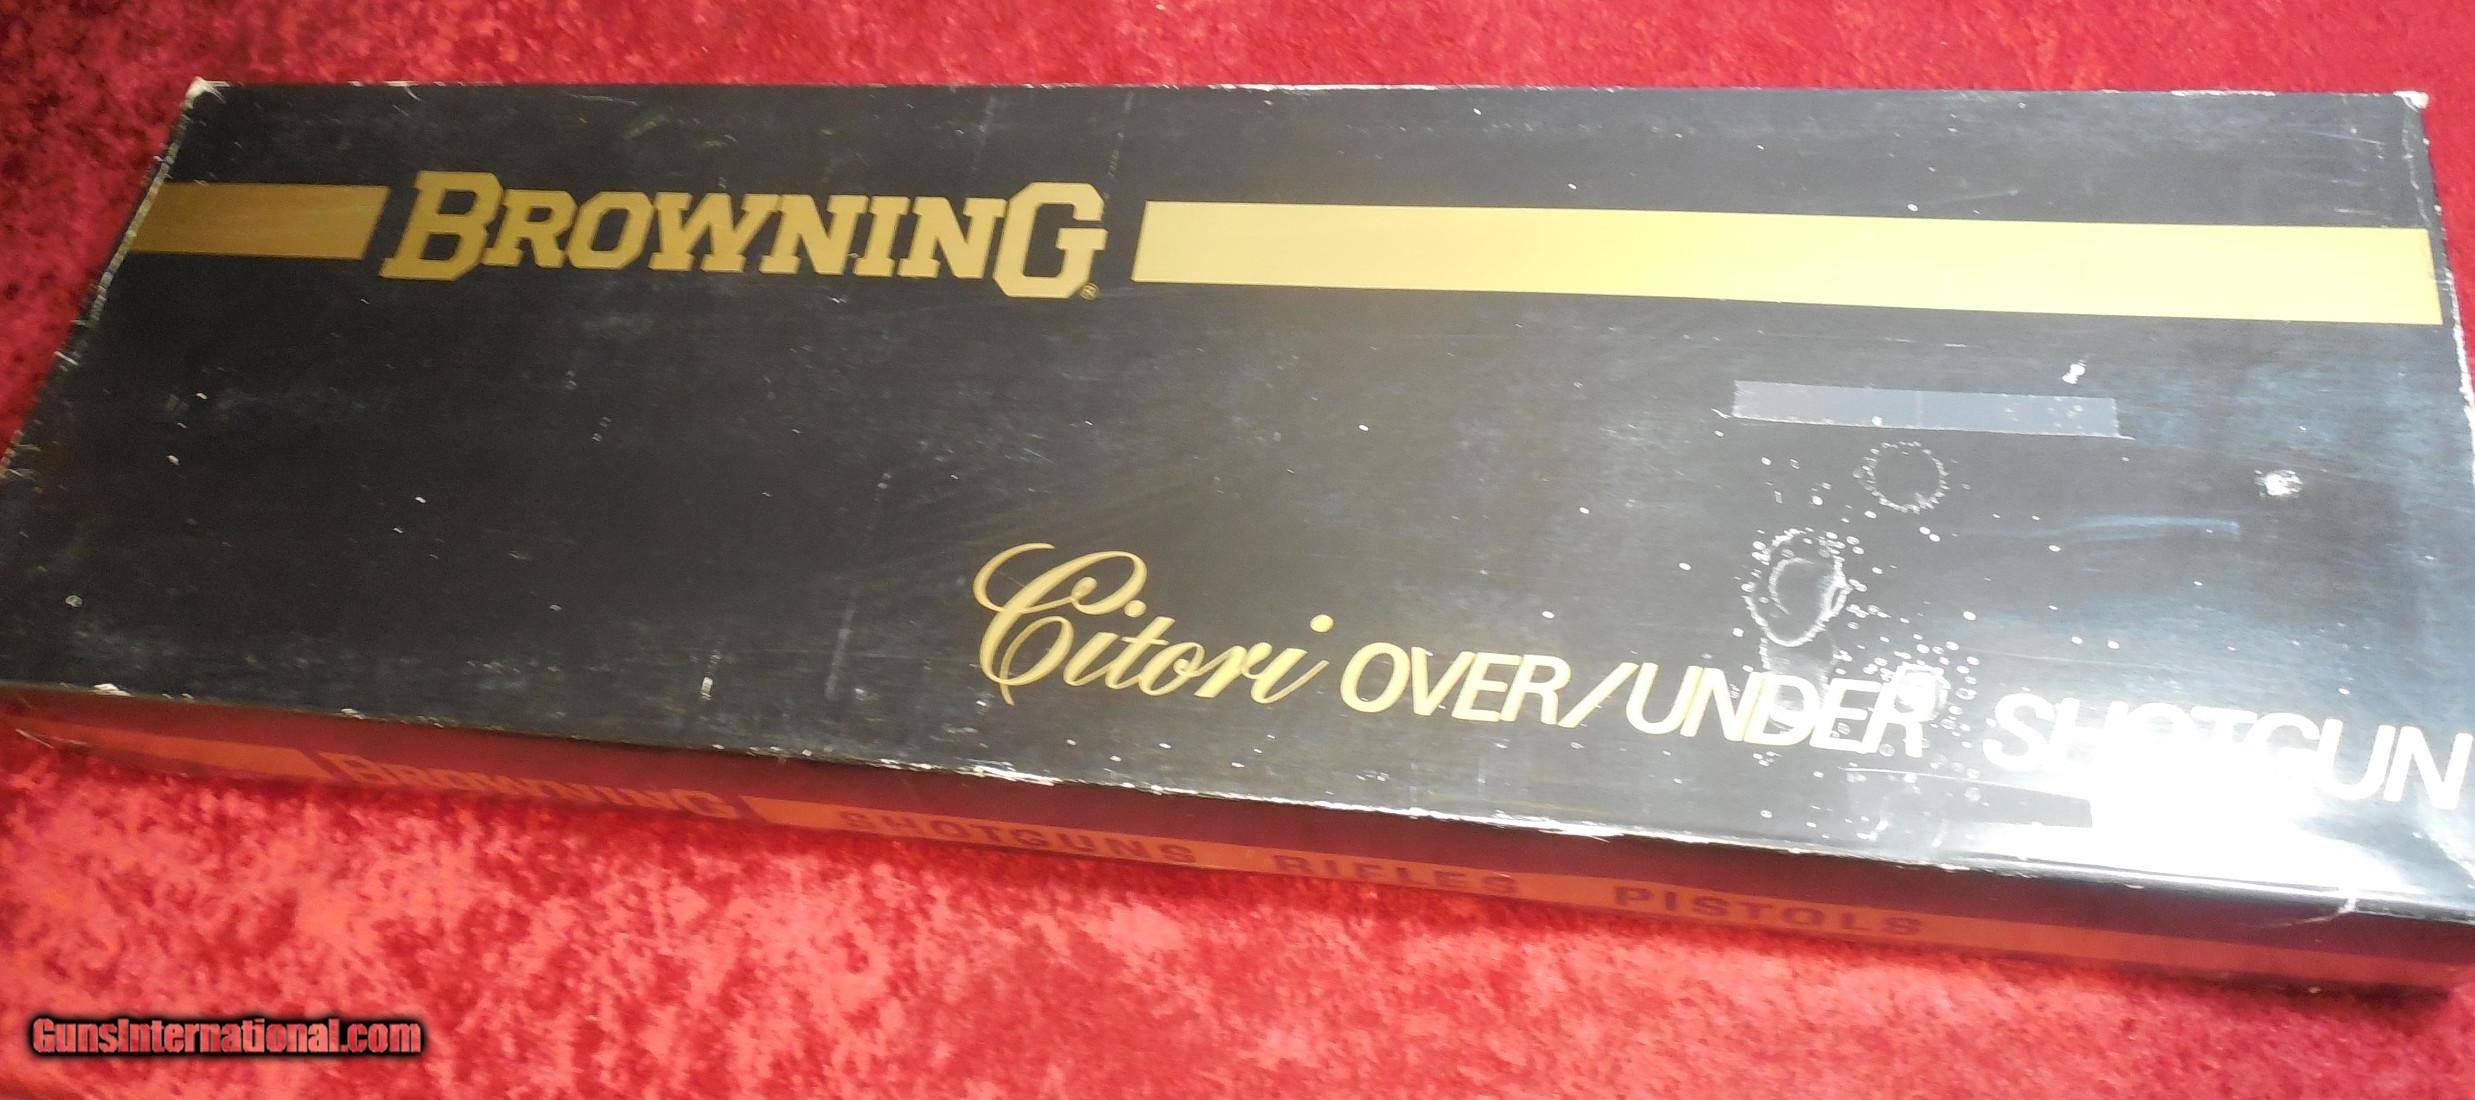 BROWNING®
Citori OVER/UNDER SHOTGUN
BROWNING SHOTGUNS RIFLES PISTOLS
GunsInternational.com